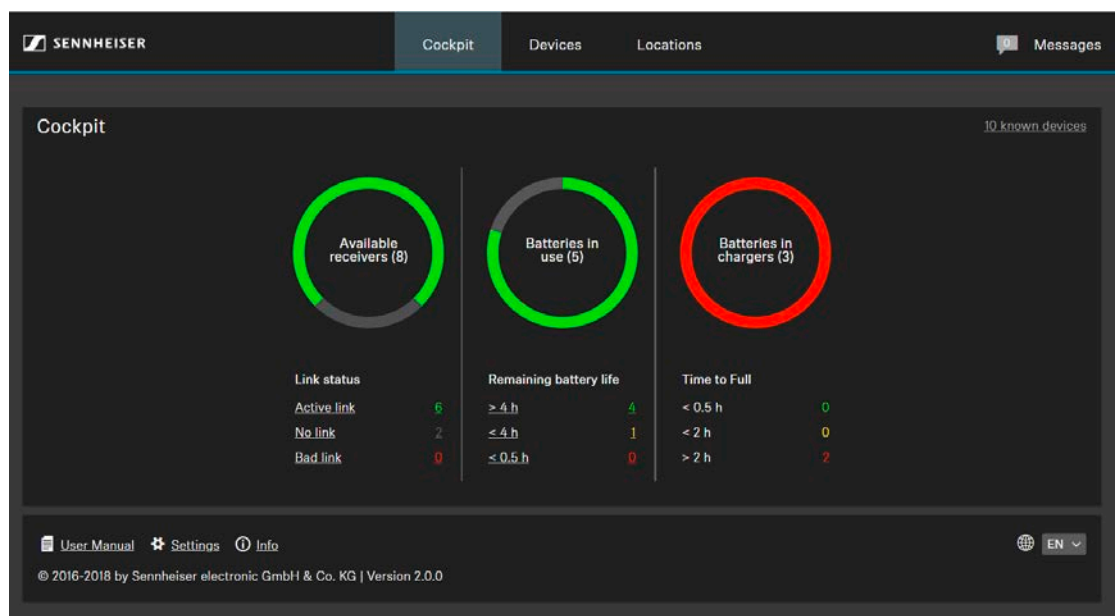 SENNHEISER
Cockpit Devices Locations
0 Messages
Cockpit
10 known devices
Available
receivers (8)
Batteries in
use (5)
Batteries in
chargers (3)
Link status
Active link 6
No link 2
Bad link 0
Remaining battery life
> 4 h 4
< 4 h 1
< 0.5 h 0
Time to Full
< 0.5 h 0
< 2 h 0
> 2 h 2
User Manual Settings Info
EN
© 2016-2018 by Sennheiser electronic GmbH & Co. KG | Version 2.0.0